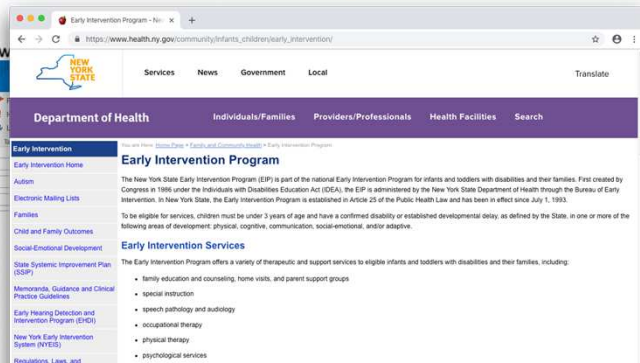 Early Intervention Program - Ne
https://www.health.ny.gov/community/infants_children/early_intervention/
NEW
YORK
STATE
Services News Government Local
Translate
Department of Health
Individuals/Families Providers/Professionals Health Facilities Search
Early Intervention
Early Intervention Home
Autism
Electronic Mailing Lists
Families
Child and Family Outcomes
Social-Emotional Development
State Systemic Improvement Plan
(SSIP)
Memoranda, Guidance and Clinical
Practice Guidelines
Early Hearing Detection and
Intervention Program (EHDI)
New York Early Intervention
System (NYEIS)
Regulations, Laws, and
You are Here: Home Page > Family and Community Health > Early Intervention Program
Early Intervention Program
The New York State Early Intervention Program (EIP) is part of the national Early Intervention Program for infants and toddlers with disabilities and their families. First created by
Congress in 1986 under the Individuals with Disabilities Education Act (IDEA), the EIP is administered by the New York State Department of Health through the Bureau of Early
Intervention. In New York State, the Early Intervention Program is established in Article 25 of the Public Health Law and has been in effect since July 1, 1993.
To be eligible for services, children must be under 3 years of age and have a confirmed disability or established developmental delay, as defined by the State, in one or more of the
following areas of development: physical, cognitive, communication, social-emotional, and/or adaptive.
Early Intervention Services
The Early Intervention Program offers a variety of therapeutic and support services to eligible infants and toddlers with disabilities and their families, including:
• family education and counseling, home visits, and parent support groups
• special instruction
• speech pathology and audiology
• occupational therapy
• physical therapy
• psychological services